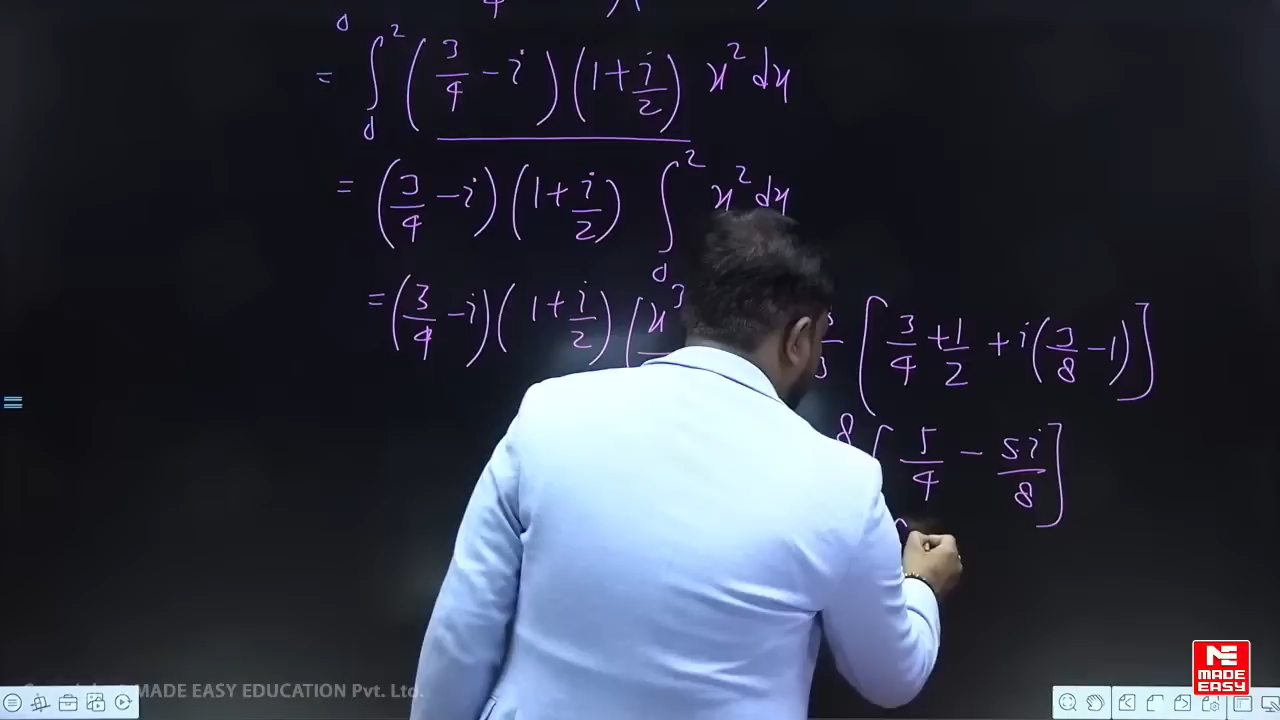 = ∫₀² (3/4 - i)(1 + i/2) x² dx
= (3/4 - i)(1 + i/2) ∫₀² x² dx
= (3/4 - i)(1 + i/2)(x³
3 [3/4 + 1/2 + i(3/8 - 1)]
8 [5/4 - 5i/8]
MADE EASY EDUCATION Pvt. Ltd.
ME
MADE
EASY